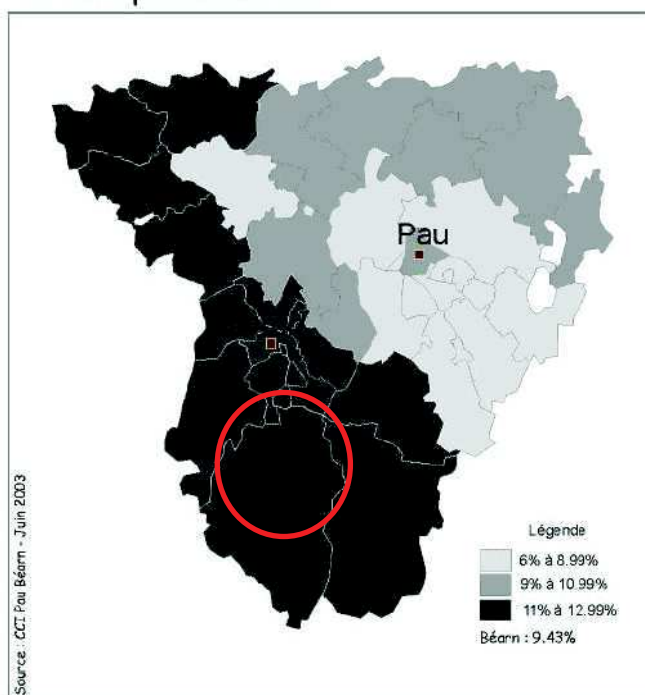 Pau
Légende
6% à 8.99%
9% à 10.99%
11% à 12.99%
Béarn : 9.43%
Source : CCI Pau Béarn - Juin 2003